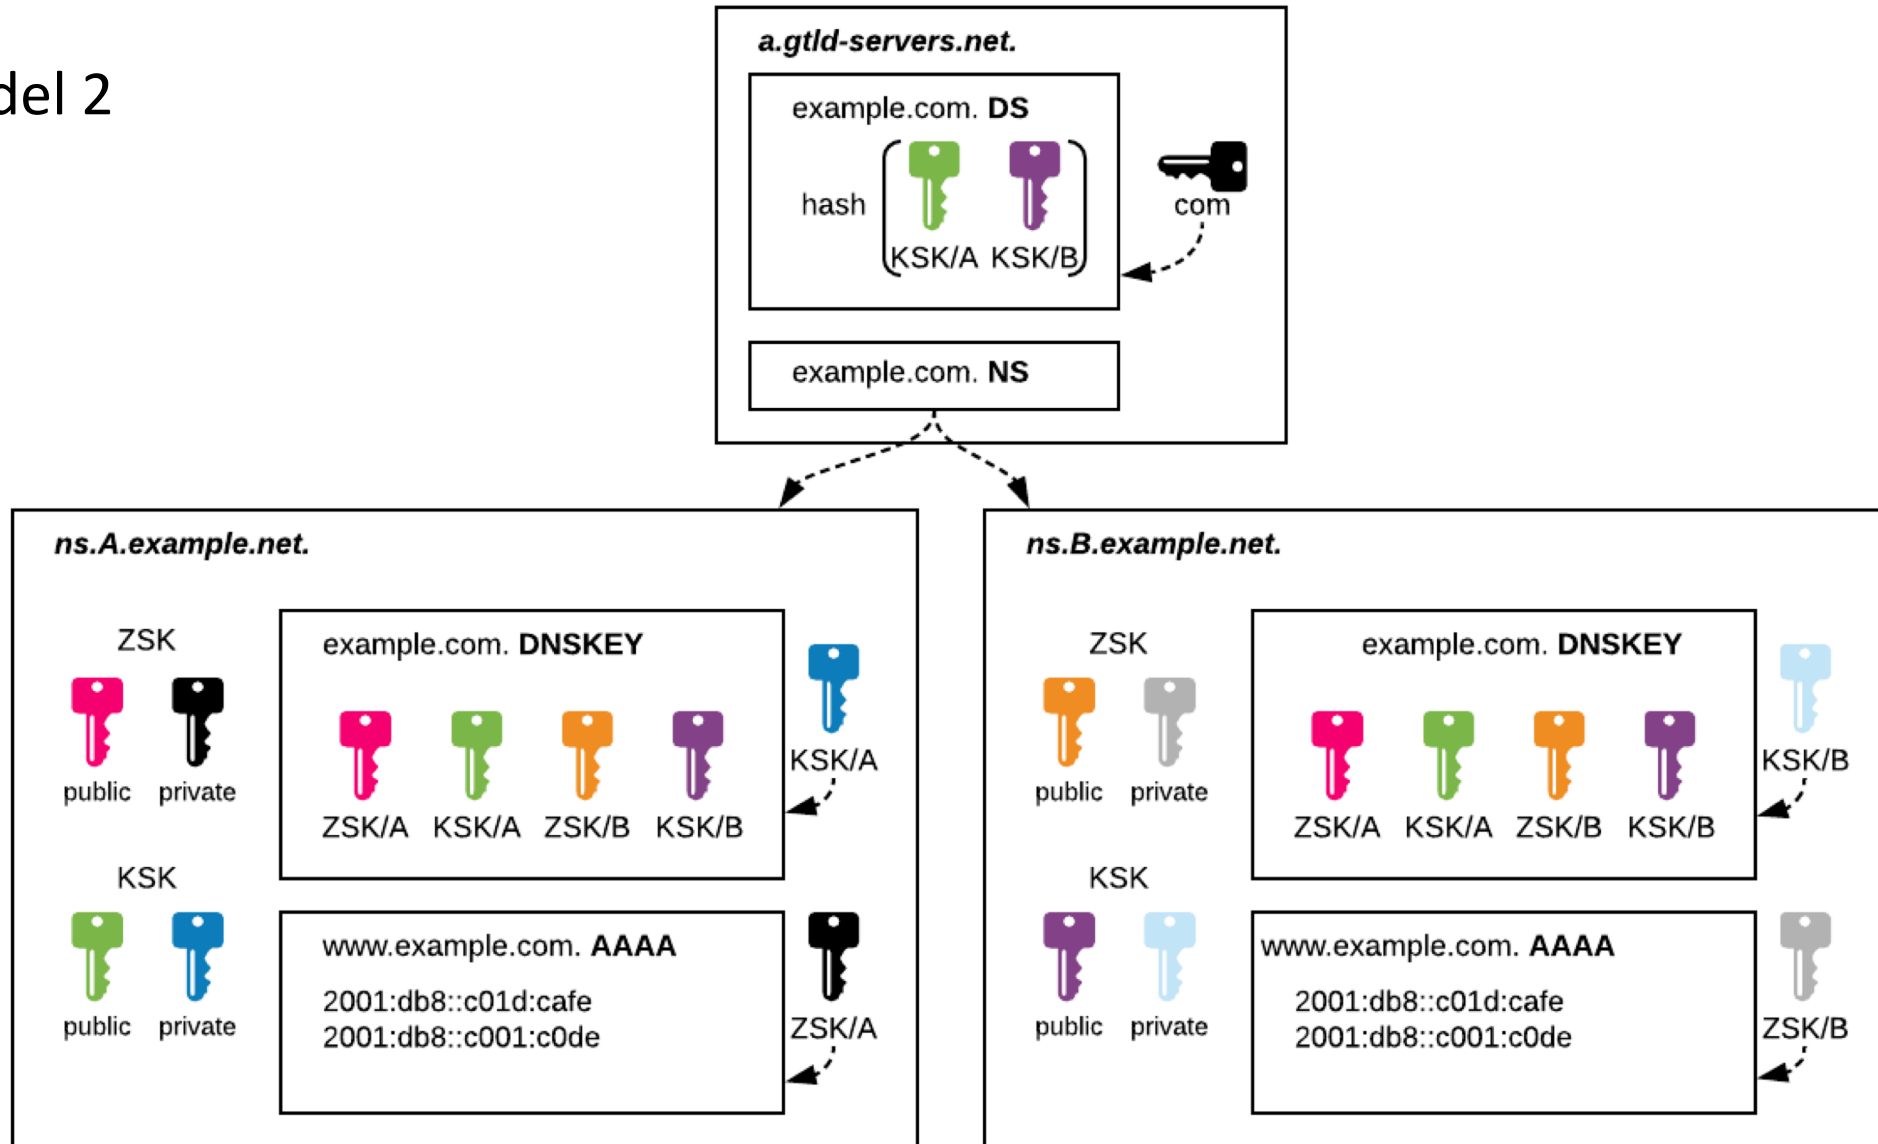 del 2
a.gtld-servers.net.
example.com. DS
hash
KSK/A KSK/B
com
example.com. NS
ns.A.example.net.
ZSK
public private
KSK
public private
example.com. DNSKEY
ZSK/A KSK/A ZSK/B KSK/B
KSK/A
www.example.com. AAAA
2001:db8::c01d:cafe
2001:db8::c001:c0de
ZSK/A
ns.B.example.net.
ZSK
public private
KSK
public private
example.com. DNSKEY
ZSK/A KSK/A ZSK/B KSK/B
KSK/B
www.example.com. AAAA
2001:db8::c01d:cafe
2001:db8::c001:c0de
ZSK/B